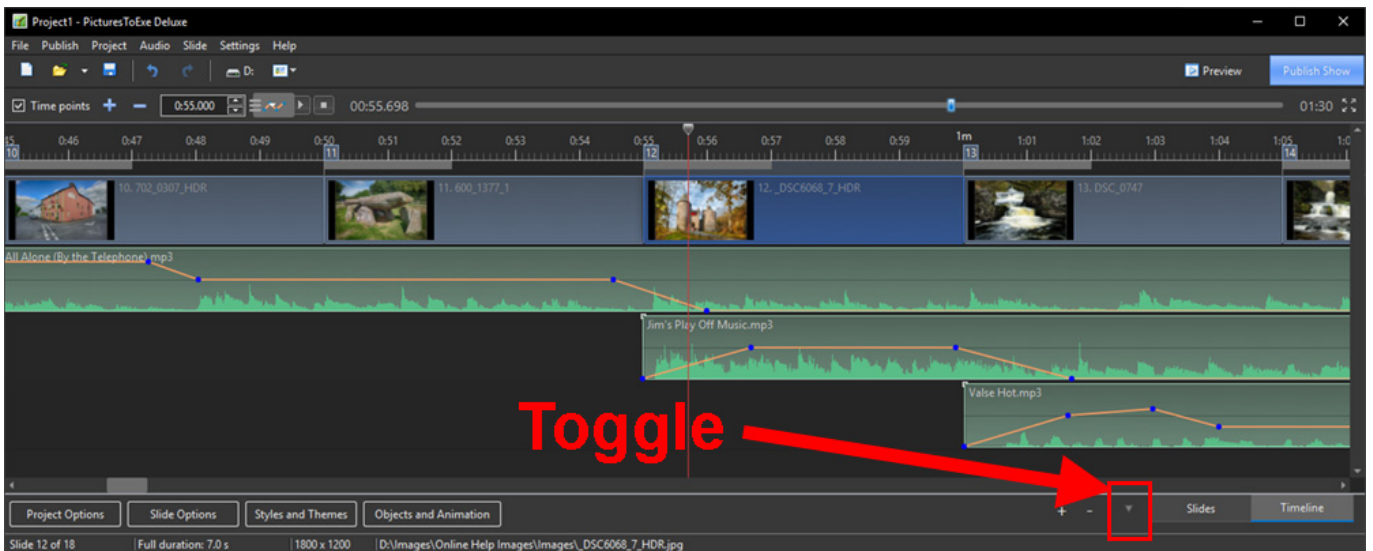 Project1 - PicturesToExe Deluxe
File Publish Project Audio Slide Settings Help
D: Preview Publish Show
Time points 0:55.000 00:55.698 01:30
0:46 0:47 0:48 0:49 0:50 0:51 0:52 0:53 0:54 0:55 0:56 0:57 0:58 0:59 1m 1:01 1:02 1:03 1:04 1:05
10 11 12 13 14
10. 702_0307_HDR 11. 600_1377_1 12. _DSC6068_7_HDR 13. DSC_0747
All Alone (By the Telephone).mp3
Jim's Play Off Music.mp3
Valse Hot.mp3
Toggle
Project Options Slide Options Styles and Themes Objects and Animation + - Slides Timeline
Slide 12 of 18 Full duration: 7.0 s 1800 x 1200 D:\Images\Online Help Images\Images\_DSC6068_7_HDR.jpg